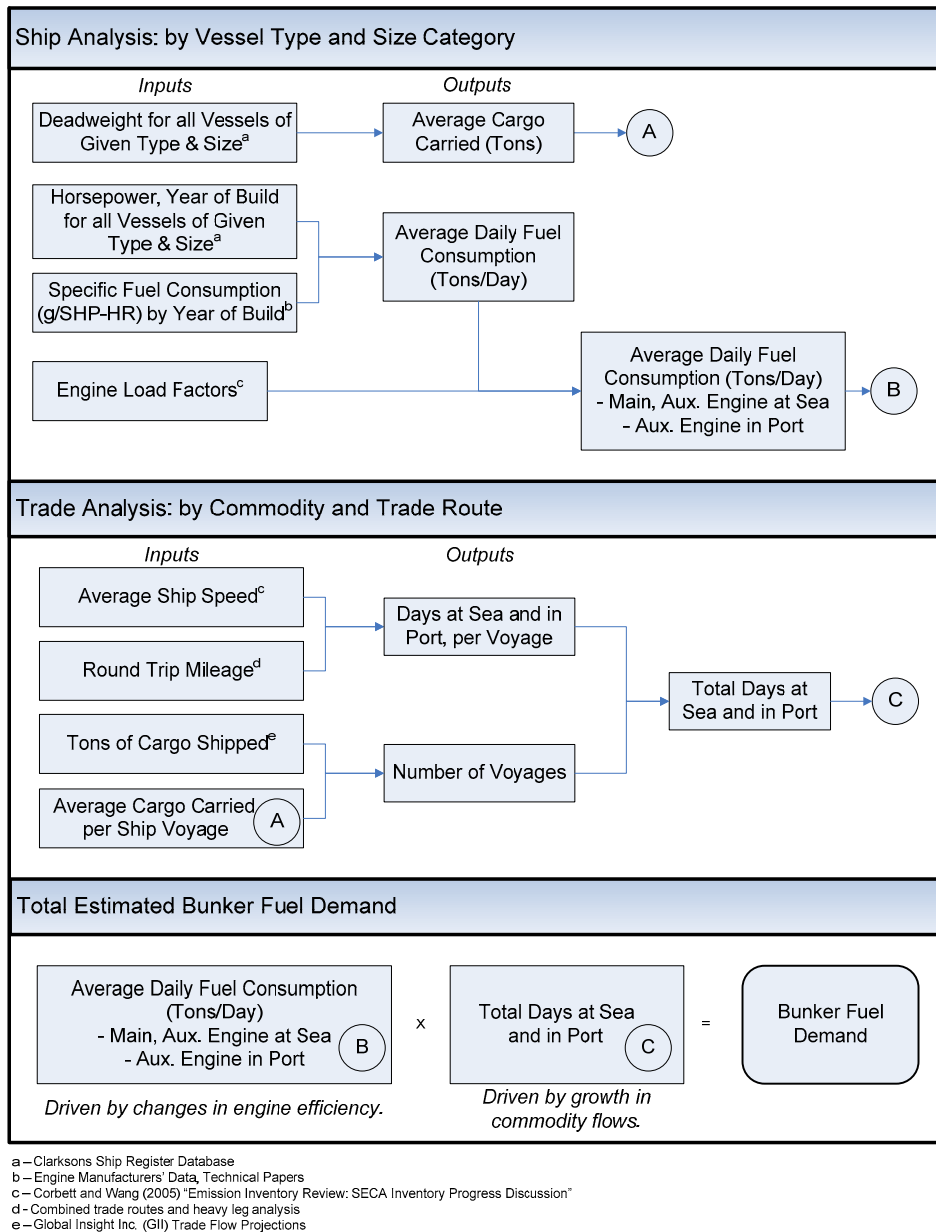 Ship Analysis: by Vessel Type and Size Category
Inputs
Outputs
Deadweight for all Vessels of
Given Type & Sizeᵃ
Average Cargo
Carried (Tons)
A
Horsepower, Year of Build
for all Vessels of Given
Type & Sizeᵃ
Average Daily Fuel
Consumption
(Tons/Day)
Specific Fuel Consumption
(g/SHP-HR) by Year of Buildᵇ
Engine Load Factorsᶜ
Average Daily Fuel
Consumption (Tons/Day)
- Main, Aux. Engine at Sea
- Aux. Engine in Port
B
Trade Analysis: by Commodity and Trade Route
Inputs
Outputs
Average Ship Speedᶜ
Round Trip Mileageᵈ
Days at Sea and in
Port, per Voyage
Tons of Cargo Shippedᵉ
Average Cargo Carried
per Ship Voyage
A
Number of Voyages
Total Days at
Sea and in Port
C
Total Estimated Bunker Fuel Demand
Average Daily Fuel Consumption
(Tons/Day)
- Main, Aux. Engine at Sea
- Aux. Engine in Port
B
x
Total Days at Sea
and in Port
C
=
Bunker Fuel
Demand
Driven by changes in engine efficiency.
Driven by growth in
commodity flows.
a – Clarksons Ship Register Database
b – Engine Manufacturers' Data, Technical Papers
c – Corbett and Wang (2005) "Emission Inventory Review: SECA Inventory Progress Discussion"
d - Combined trade routes and heavy leg analysis
e – Global Insight Inc. (GII) Trade Flow Projections